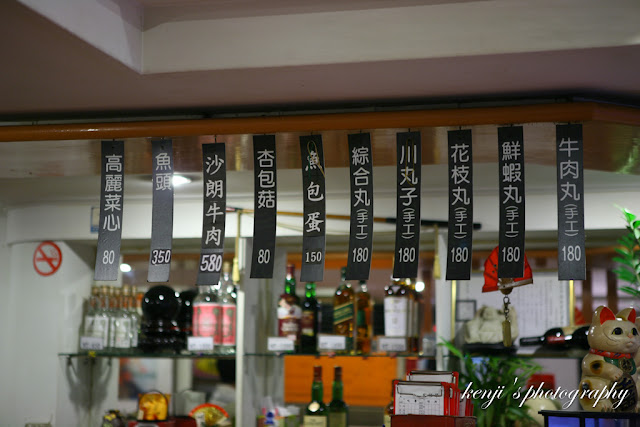 kenji's photography
高麗菜心
80
魚頭
350
沙朗牛肉
580
杏包菇
80
魚包蛋
150
綜合丸(手工)
180
川丸子(手工)
180
花枝丸(手工)
180
鮮蝦丸(手工)
180
牛肉丸(手工)
180
kenji's photography